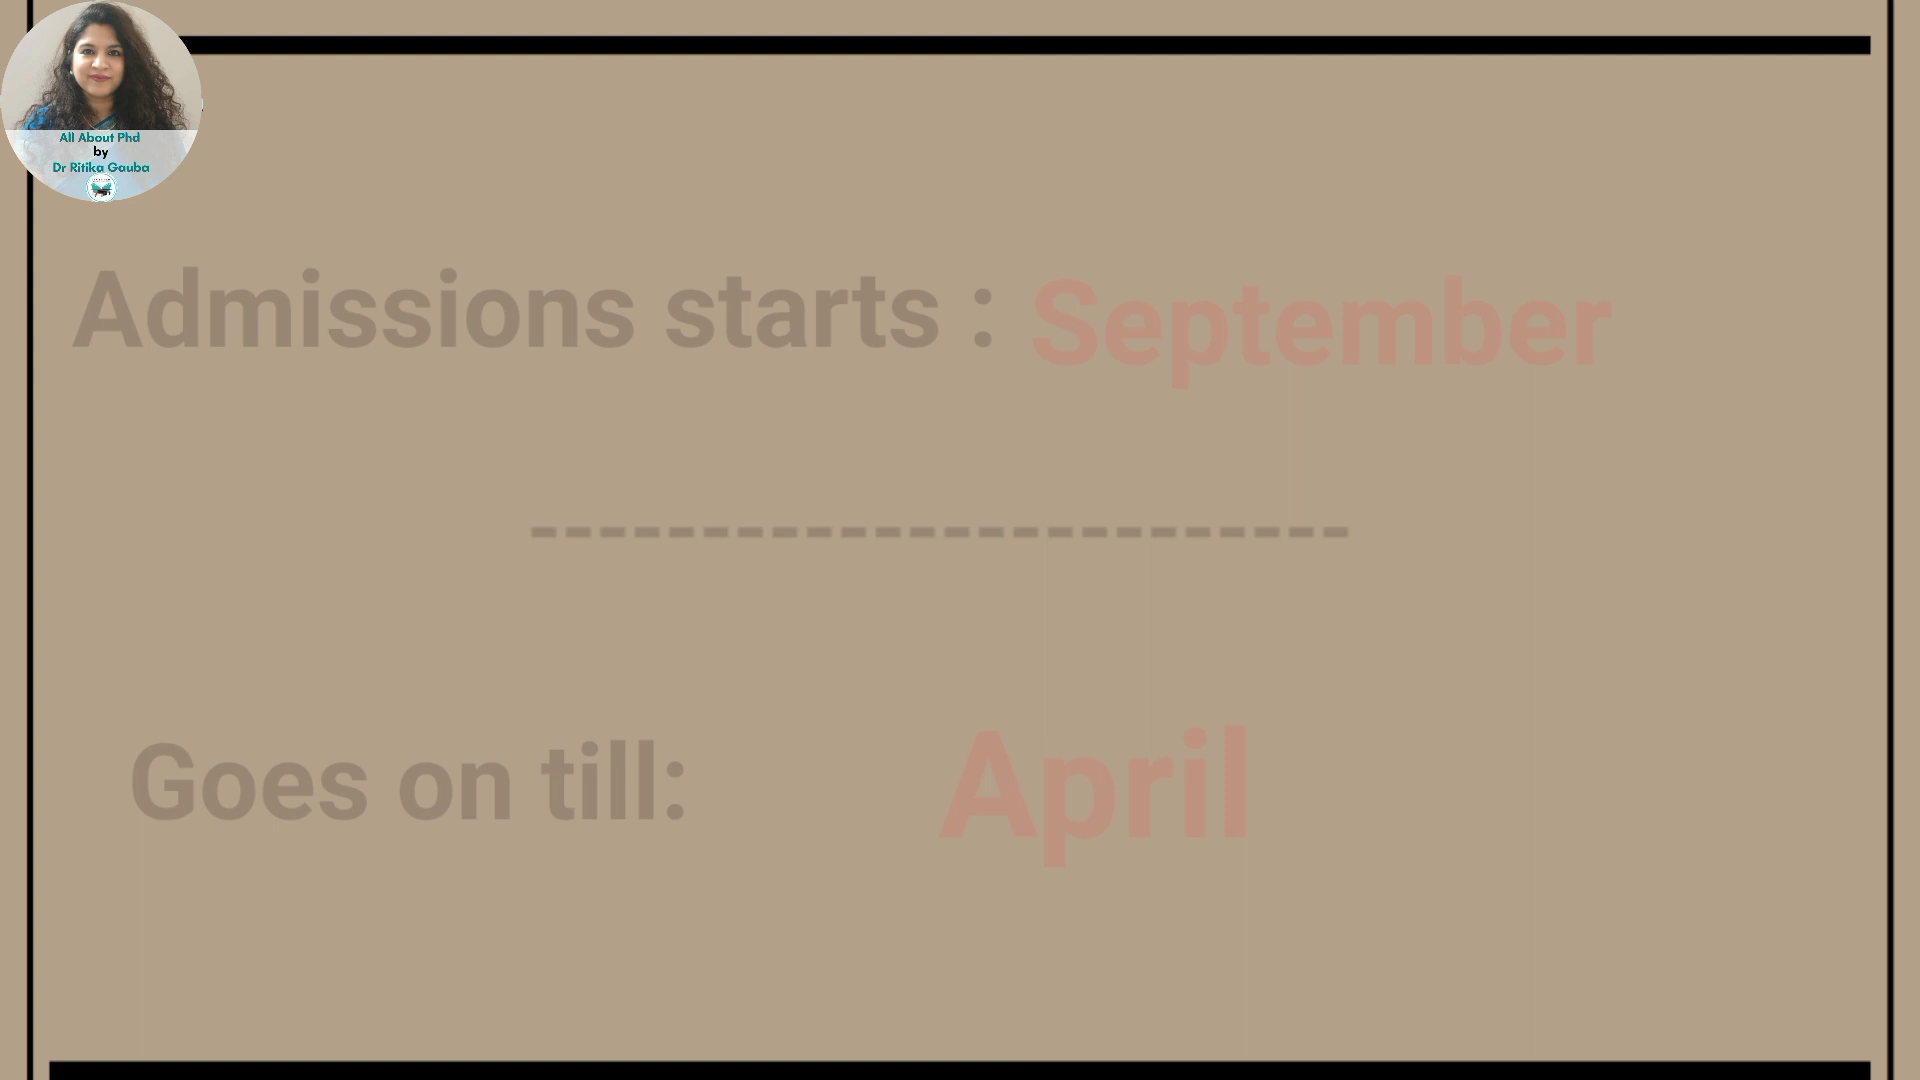 All About Phd
by
Dr Ritika Gauba
Admissions starts : September
-----------------------
Goes on till: April